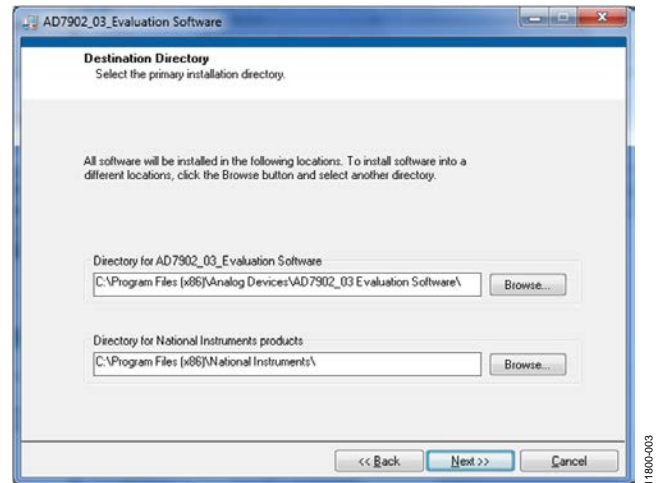 AD7902_03_Evaluation Software
Destination Directory
Select the primary installation directory.
All software will be installed in the following locations. To install software into a
different locations, click the Browse button and select another directory.
Directory for AD7902_03_Evaluation Software
C:\Program Files (x86)\Analog Devices\AD7902_03 Evaluation Software\
Browse...
Directory for National Instruments products
C:\Program Files (x86)\National Instruments\
Browse...
<< Back
Next >>
Cancel
11800-003